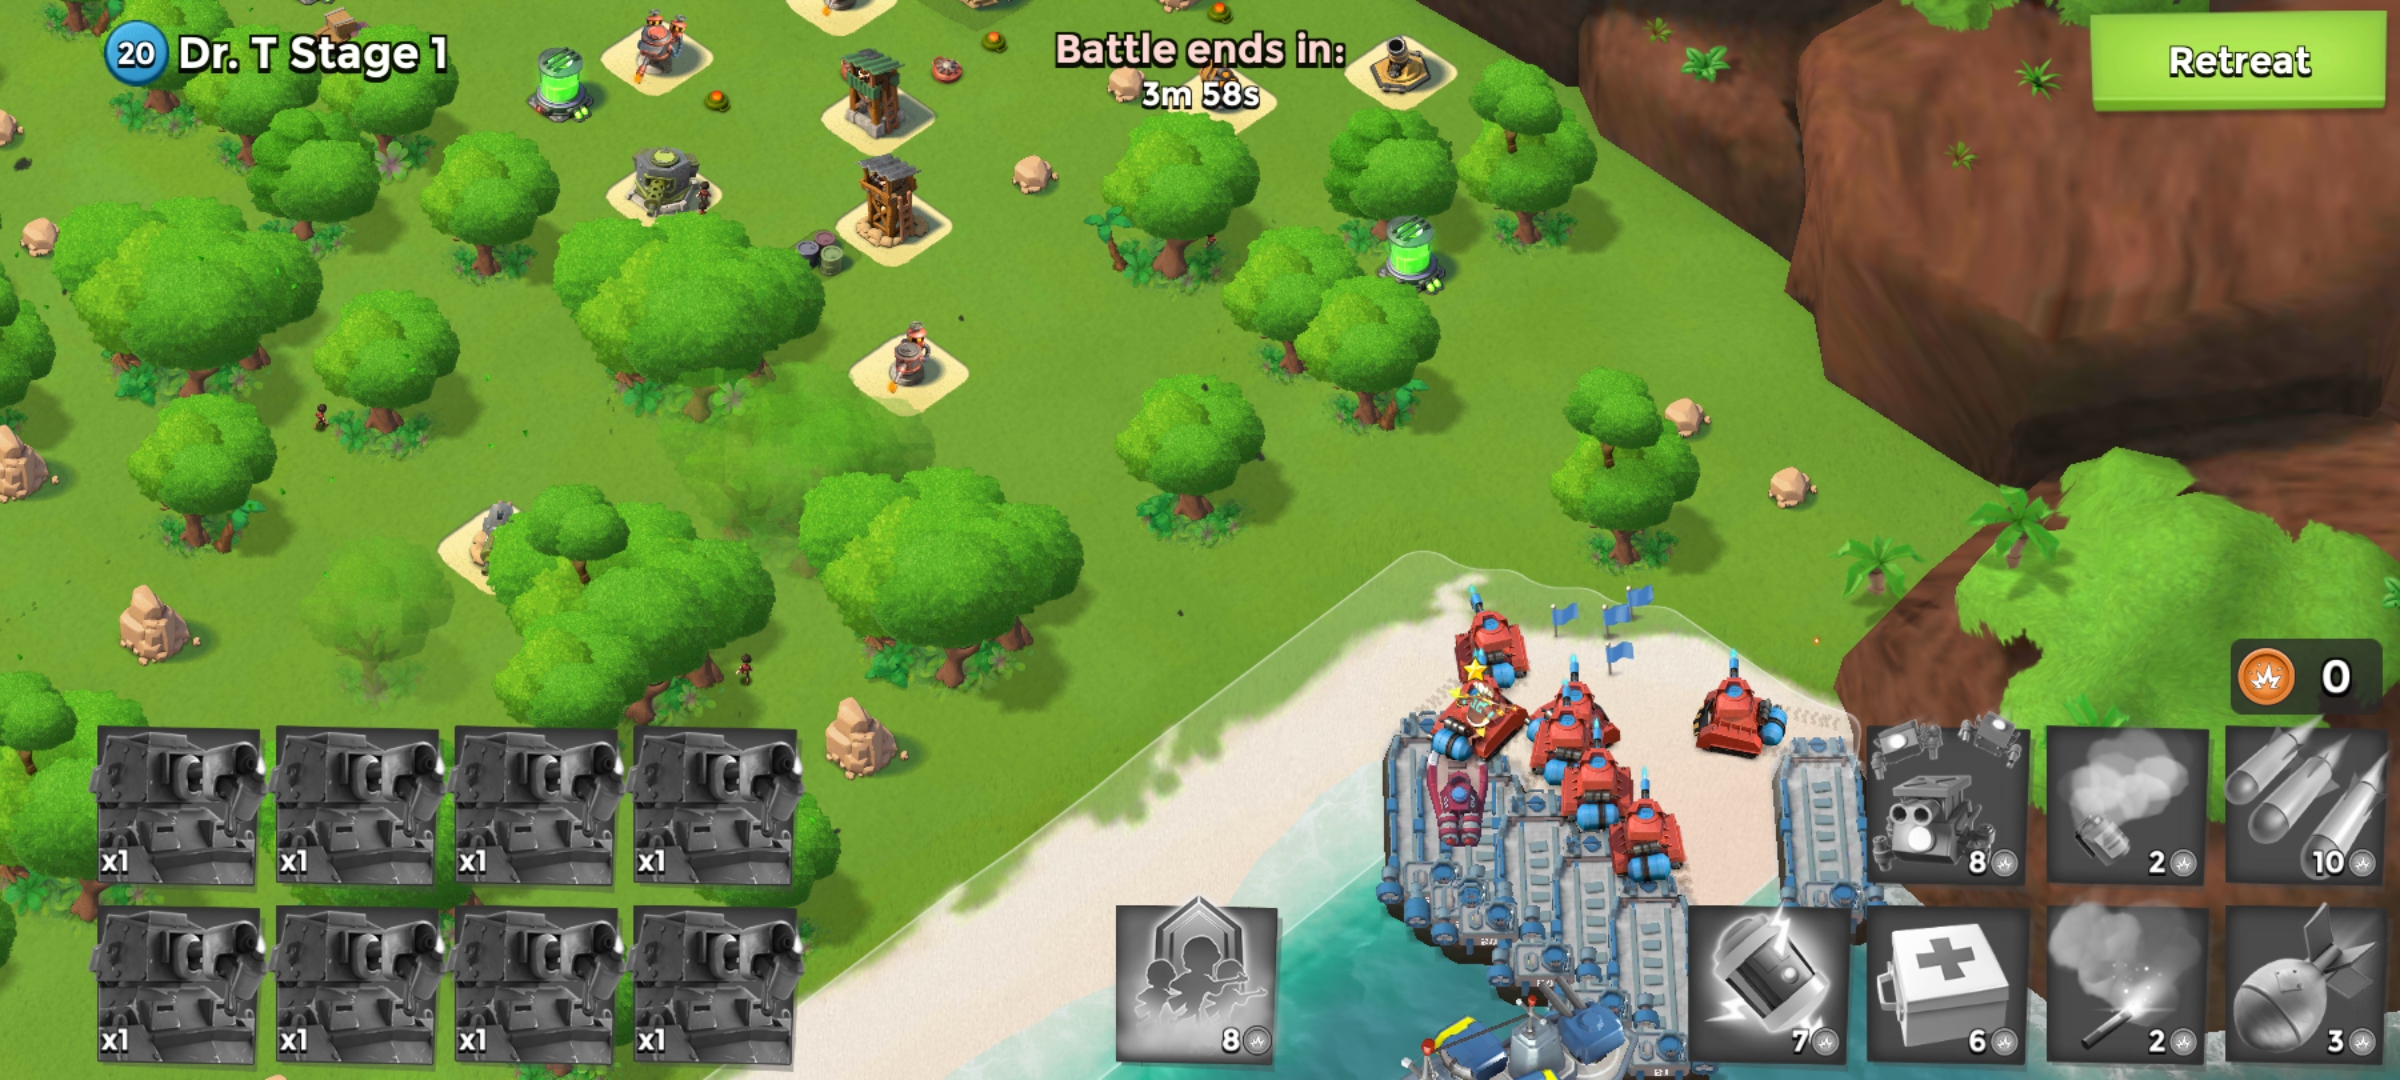 20 Dr. T Stage 1
Battle ends in:
3m 58s
Retreat
0
x1 x1 x1 x1
8 2 10
x1 x1 x1 x1
8 7 6 2 3